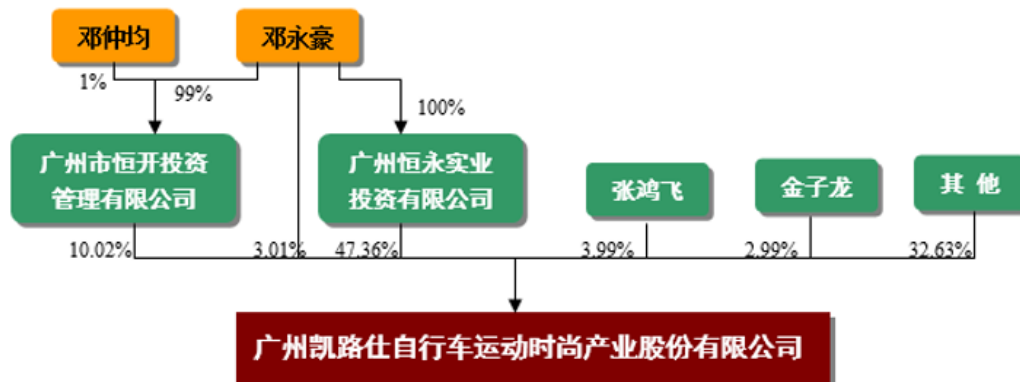 邓仲均
邓永豪
1%
99%
100%
广州市恒开投资
管理有限公司
广州恒永实业
投资有限公司
张鸿飞
金子龙
其 他
10.02%
3.01%
47.36%
3.99%
2.99%
32.63%
广州凯路仕自行车运动时尚产业股份有限公司